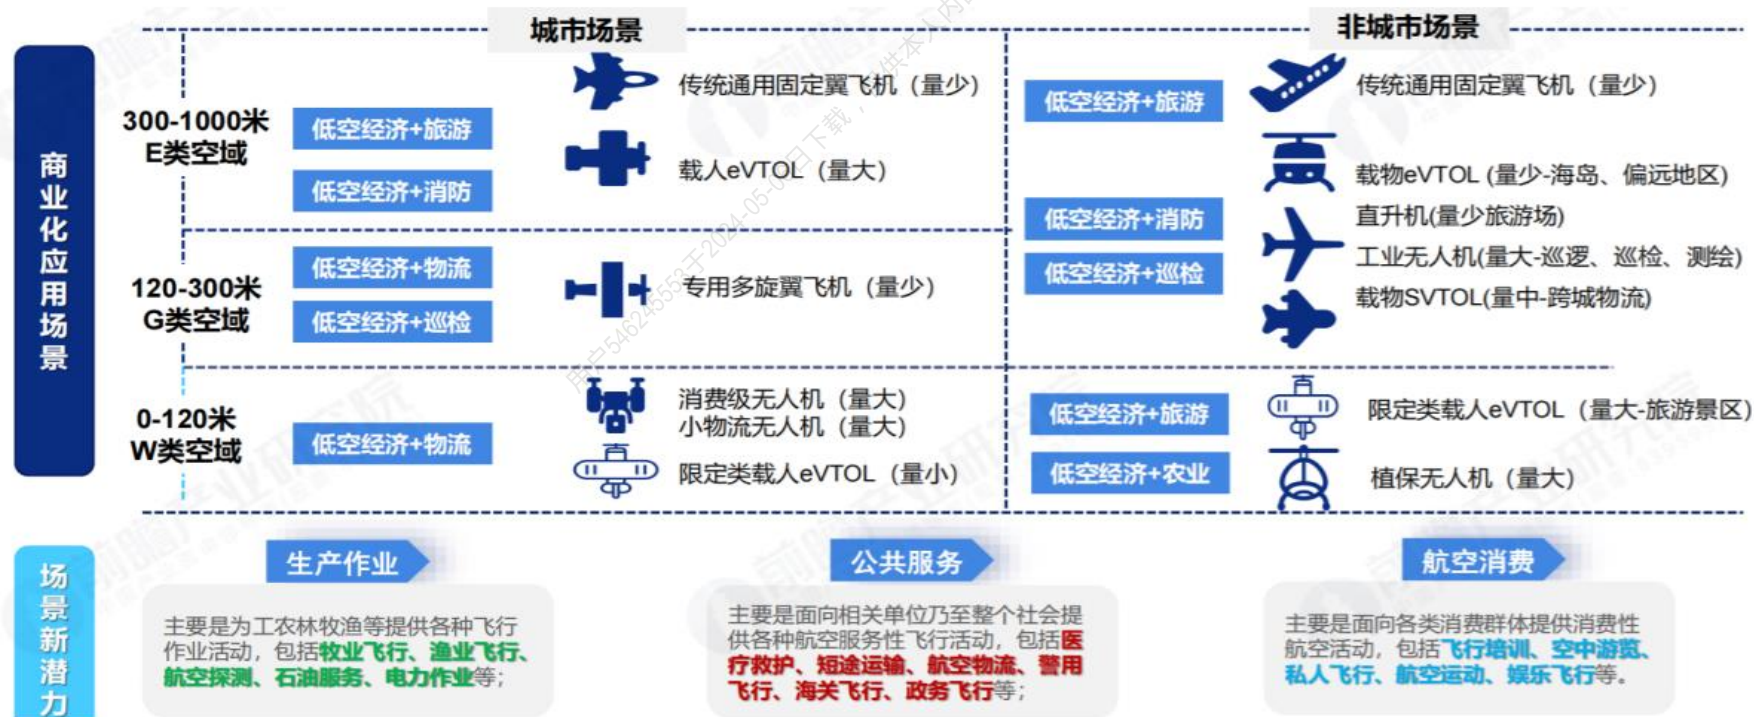 城市场景
非城市场景
商业化应用场景
300-1000米
E类空域
低空经济+旅游
低空经济+消防
传统通用固定翼飞机（量少）
载人eVTOL（量大）
120-300米
G类空域
低空经济+物流
低空经济+巡检
专用多旋翼飞机（量少）
0-120米
W类空域
低空经济+物流
消费级无人机（量大）
小物流无人机（量大）
限定类载人eVTOL（量小）
低空经济+旅游
低空经济+消防
低空经济+巡检
传统通用固定翼飞机（量少）
载物eVTOL (量少-海岛、偏远地区)
直升机(量少旅游场)
工业无人机(量大-巡逻、巡检、测绘)
载物SVTOL(量中-跨城物流)
低空经济+旅游
低空经济+农业
限定类载人eVTOL（量大-旅游景区）
植保无人机（量大）
场景新潜力
生产作业
主要是为工农林牧渔等提供各种飞行
作业活动，包括牧业飞行、渔业飞行、
航空探测、石油服务、电力作业等；
公共服务
主要是面向相关单位乃至整个社会提
供各种航空服务性飞行活动，包括医
疗救护、短途运输、航空物流、警用
飞行、海关飞行、政务飞行等；
航空消费
主要是面向各类消费群体提供消费性
航空活动，包括飞行培训、空中游览、
私人飞行、航空运动、娱乐飞行等。